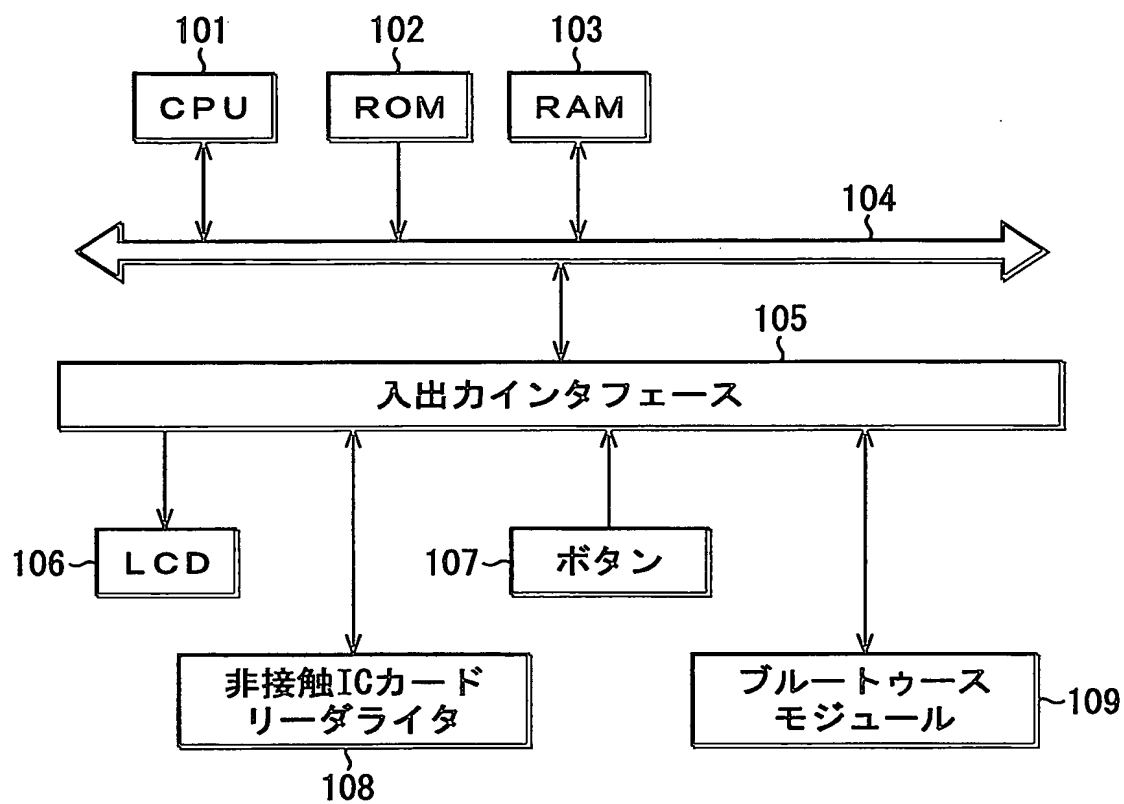 101
102
103
CPU
ROM
RAM
104
105
入出力インタフェース
106
LCD
107
ボタン
非接触ICカード
リーダライタ
108
ブルートゥース
モジュール
109